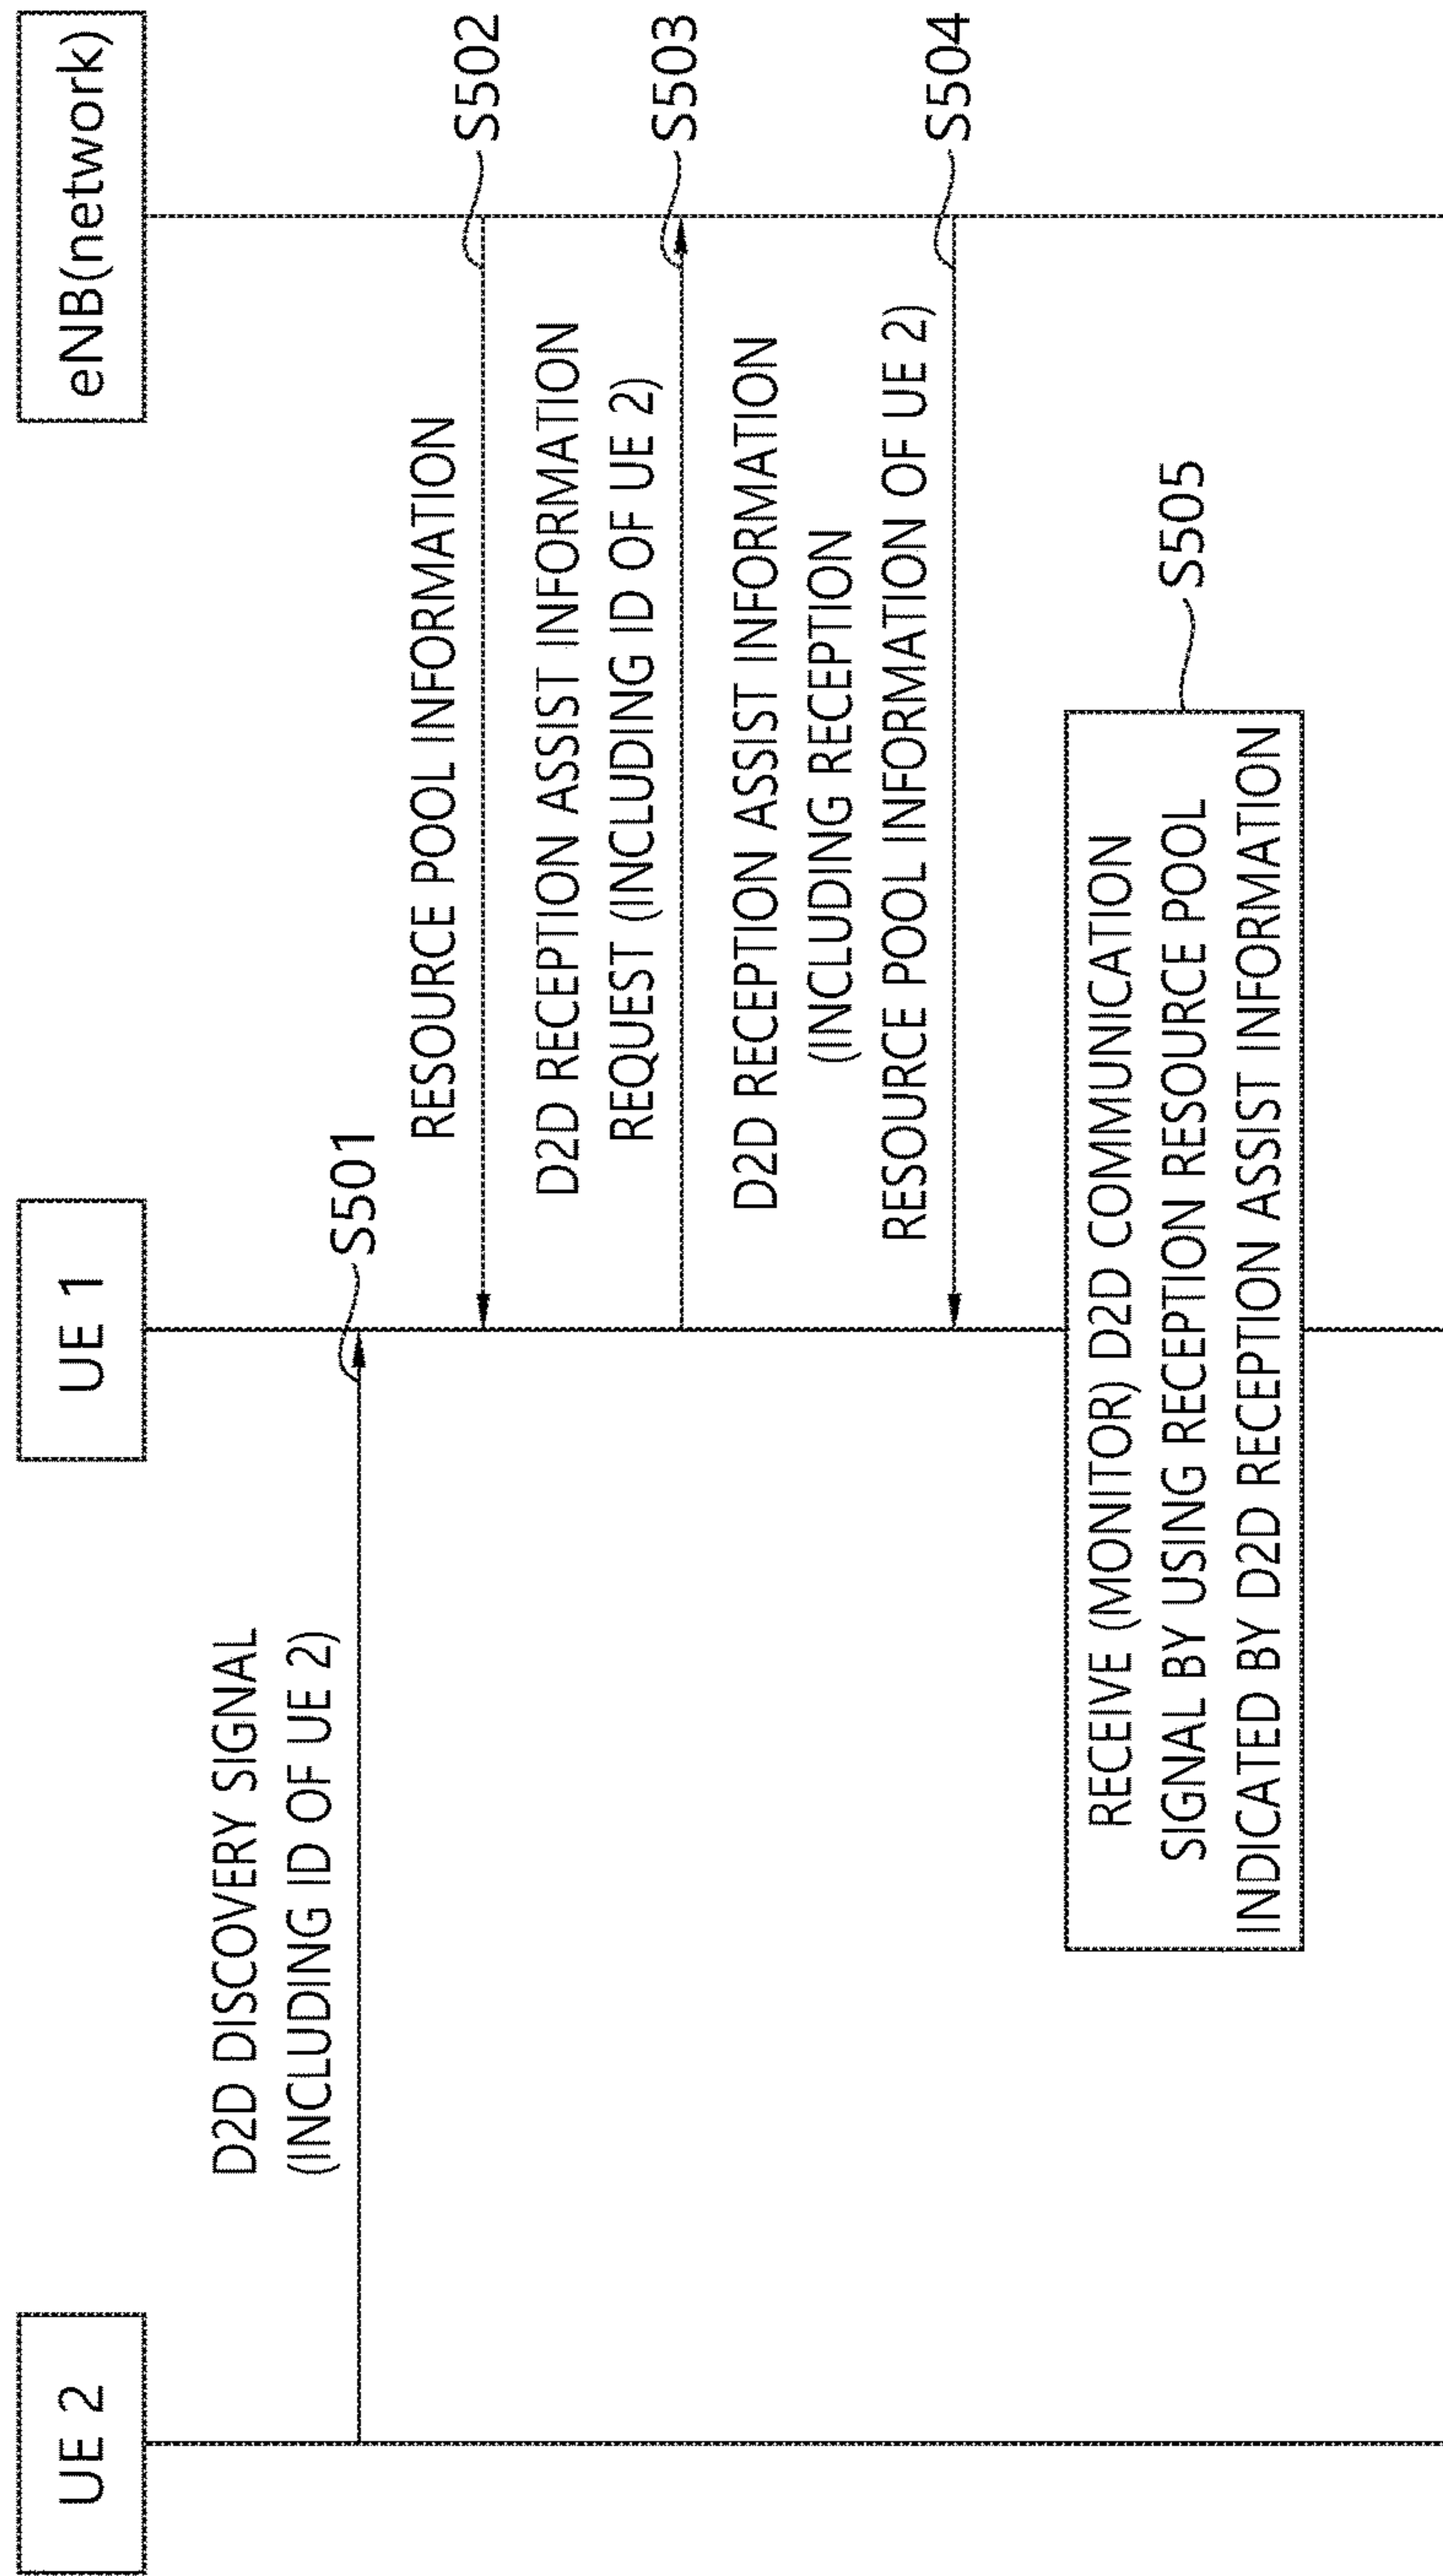 UE 2
UE 1
eNB(network)
D2D DISCOVERY SIGNAL
(INCLUDING ID OF UE 2)
S501
RESOURCE POOL INFORMATION
S502
D2D RECEPTION ASSIST INFORMATION
REQUEST (INCLUDING ID OF UE 2)
S503
D2D RECEPTION ASSIST INFORMATION
(INCLUDING RECEPTION
RESOURCE POOL INFORMATION OF UE 2)
S504
RECEIVE (MONITOR) D2D COMMUNICATION
SIGNAL BY USING RECEPTION RESOURCE POOL
INDICATED BY D2D RECEPTION ASSIST INFORMATION
S505